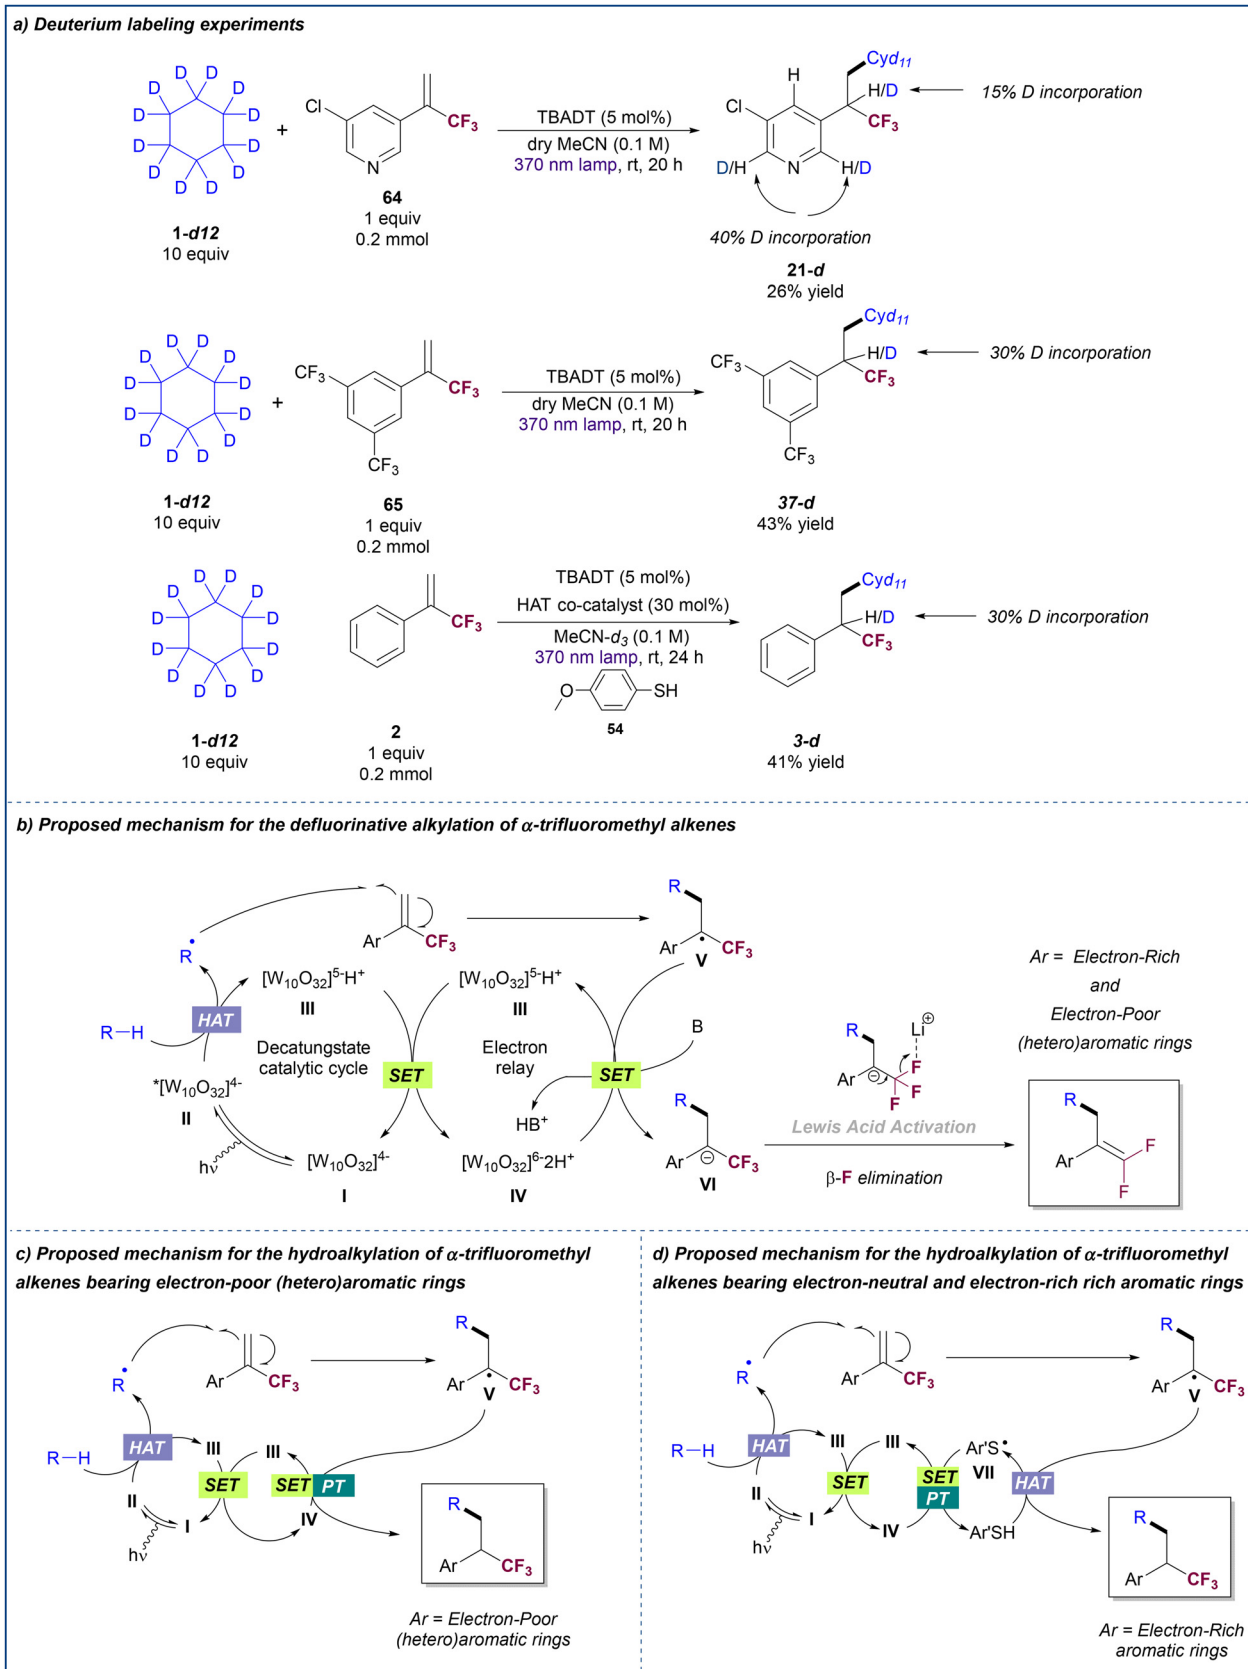 a) Deuterium labeling experiments
D D D D D D D D D D D D
+
Cl
N
CF3
64
1 equiv
0.2 mmol
1-d12
10 equiv
TBADT (5 mol%)
dry MeCN (0.1 M)
370 nm lamp, rt, 20 h
Cyd11
H
H/D
Cl
CF3
D/H
N
H/D
15% D incorporation
40% D incorporation
21-d
26% yield
D D D D D D D D D D D D
+
CF3
CF3
CF3
65
1 equiv
0.2 mmol
1-d12
10 equiv
TBADT (5 mol%)
dry MeCN (0.1 M)
370 nm lamp, rt, 20 h
Cyd11
H/D
CF3
CF3
CF3
30% D incorporation
37-d
43% yield
D D D D D D D D D D D D
CF3
2
1 equiv
0.2 mmol
1-d12
10 equiv
TBADT (5 mol%)
HAT co-catalyst (30 mol%)
MeCN-d3 (0.1 M)
370 nm lamp, rt, 24 h
O
SH
54
Cyd11
H/D
CF3
30% D incorporation
3-d
41% yield
b) Proposed mechanism for the defluorinative alkylation of α-trifluoromethyl alkenes
R•
Ar
CF3
R
Ar
CF3
V
[W10O32]5-H+
III
[W10O32]5-H+
III
HAT
R–H
Decatungstate
catalytic cycle
SET
Electron
relay
SET
B
HB+
*[W10O32]4-
II
hν
[W10O32]4-
I
[W10O32]6-2H+
IV
R
Ar
CF3
VI
R
Ar
Li⊕
F
F
F
Lewis Acid Activation
β-F elimination
Ar = Electron-Rich
and
Electron-Poor
(hetero)aromatic rings
R
Ar
F
F
c) Proposed mechanism for the hydroalkylation of α-trifluoromethyl
alkenes bearing electron-poor (hetero)aromatic rings
R•
Ar
CF3
R
Ar
CF3
V
R–H
HAT
III
III
SET
SET
PT
II
I
IV
hν
R
Ar
CF3
Ar = Electron-Poor
(hetero)aromatic rings
d) Proposed mechanism for the hydroalkylation of α-trifluoromethyl
alkenes bearing electron-neutral and electron-rich rich aromatic rings
R•
Ar
CF3
R
Ar
CF3
V
R–H
HAT
III
III
Ar'S•
VII
SET
SET
PT
HAT
II
I
IV
Ar'SH
hν
R
Ar
CF3
Ar = Electron-Rich
aromatic rings